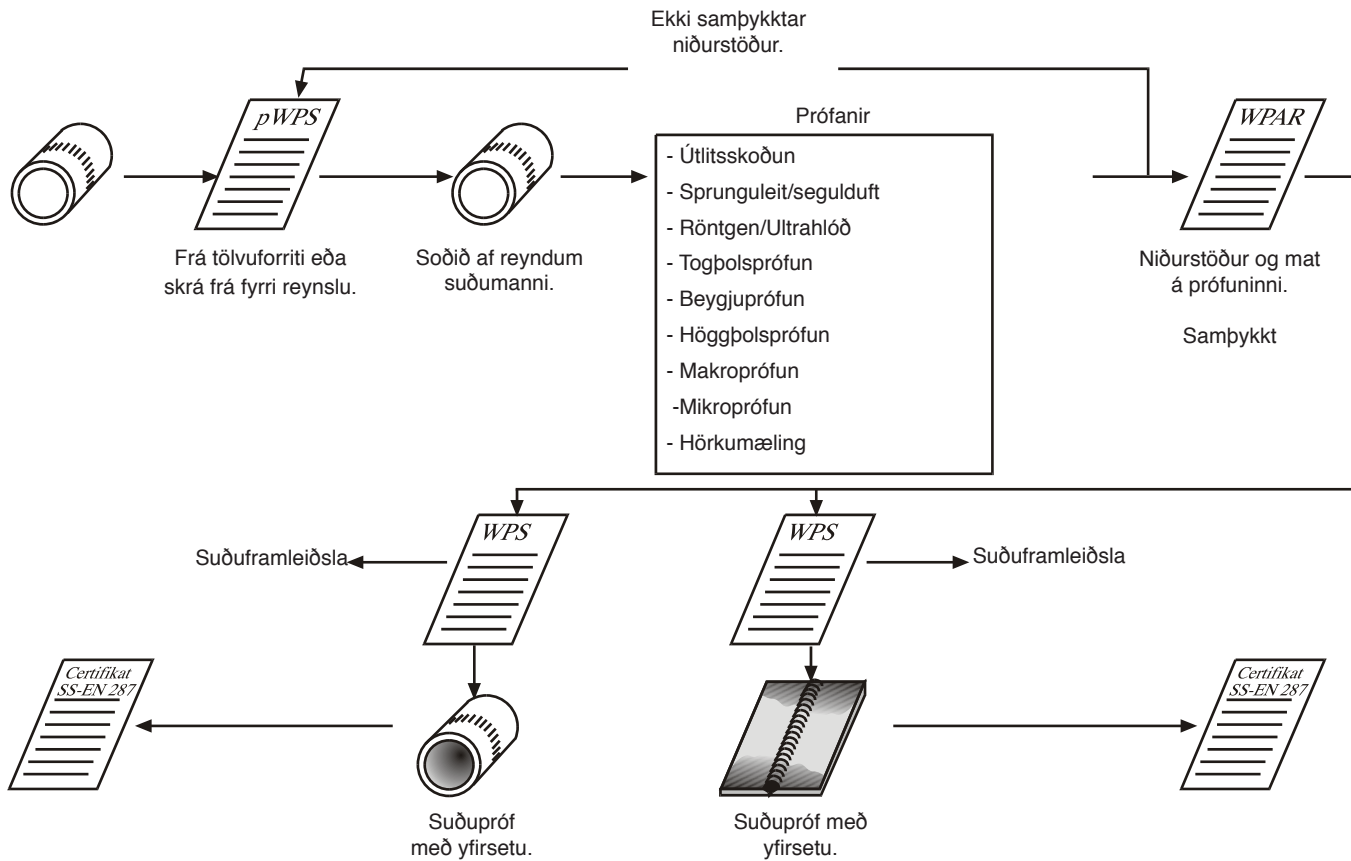 Ekki samþykktar
niðurstöður.
pWPS
Frá tölvuforriti eða
skrá frá fyrri reynslu.
Soðið af reyndum
suðumanni.
Prófanir
- Útlitsskoðun
- Sprunguleit/segulduft
- Röntgen/Ultrahlóð
- Togþolsprófun
- Beygjuprófun
- Höggþolsprófun
- Makroprófun
-Mikroprófun
- Hörkumæling
WPAR
Niðurstöður og mat
á prófuninni.
Samþykkt
WPS
Suðuframleiðsla
WPS
Suðuframleiðsla
Certifikat
SS-EN 287
Suðupróf
með yfirsetu.
Suðupróf með
yfirsetu.
Certifikat
SS-EN 287